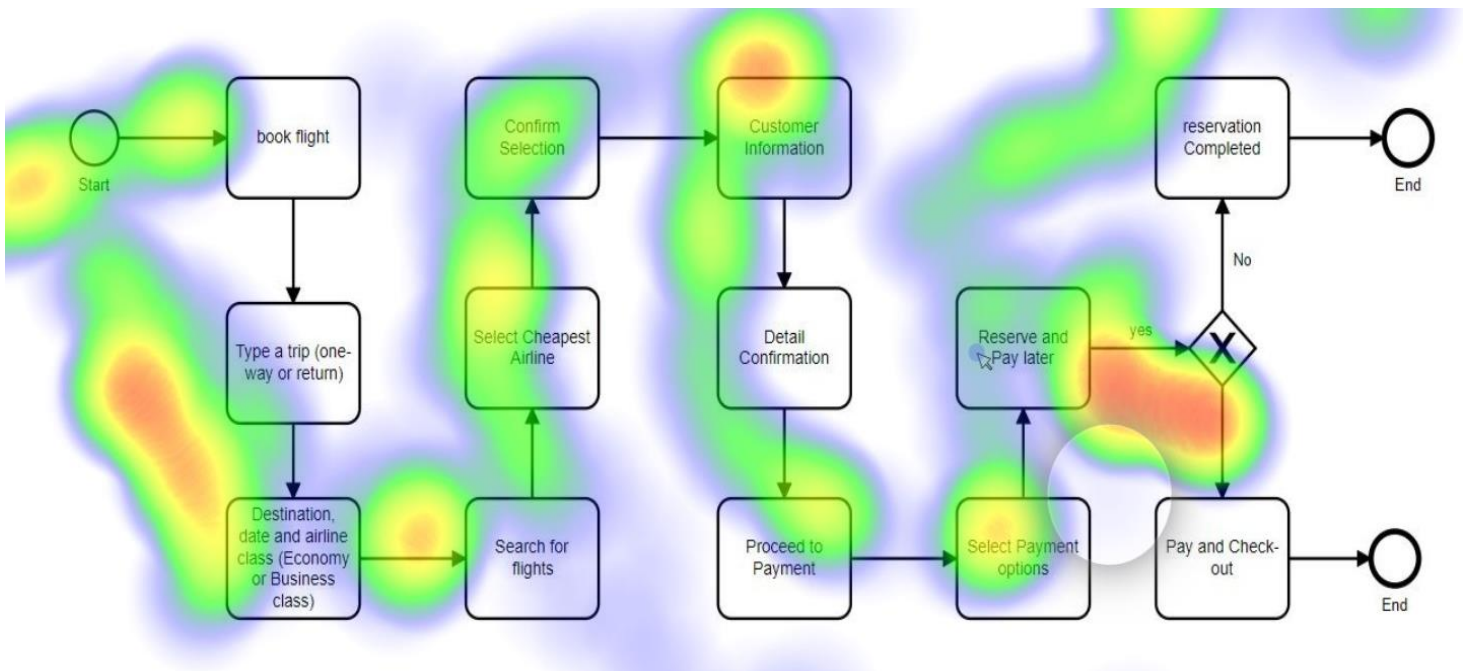 Start
book flight
Type a trip (one-
way or return)
Destination,
date and airline
class (Economy
or Business
class)
Search for
flights
Select Cheapest
Airline
Confirm
Selection
Customer
Information
Detail
Confirmation
Proceed to
Payment
Select Payment
options
Reserve and
Pay later
yes
X
No
reservation
Completed
End
Pay and Check-
out
End